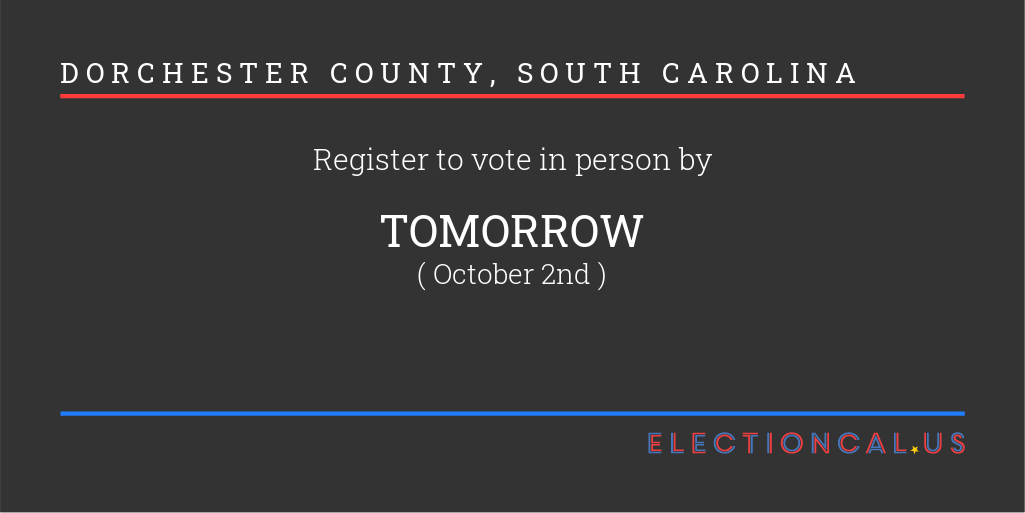 DORCHESTER COUNTY, SOUTH CAROLINA
Register to vote in person by
TOMORROW
( October 2nd )
ELECTIONCAL.US